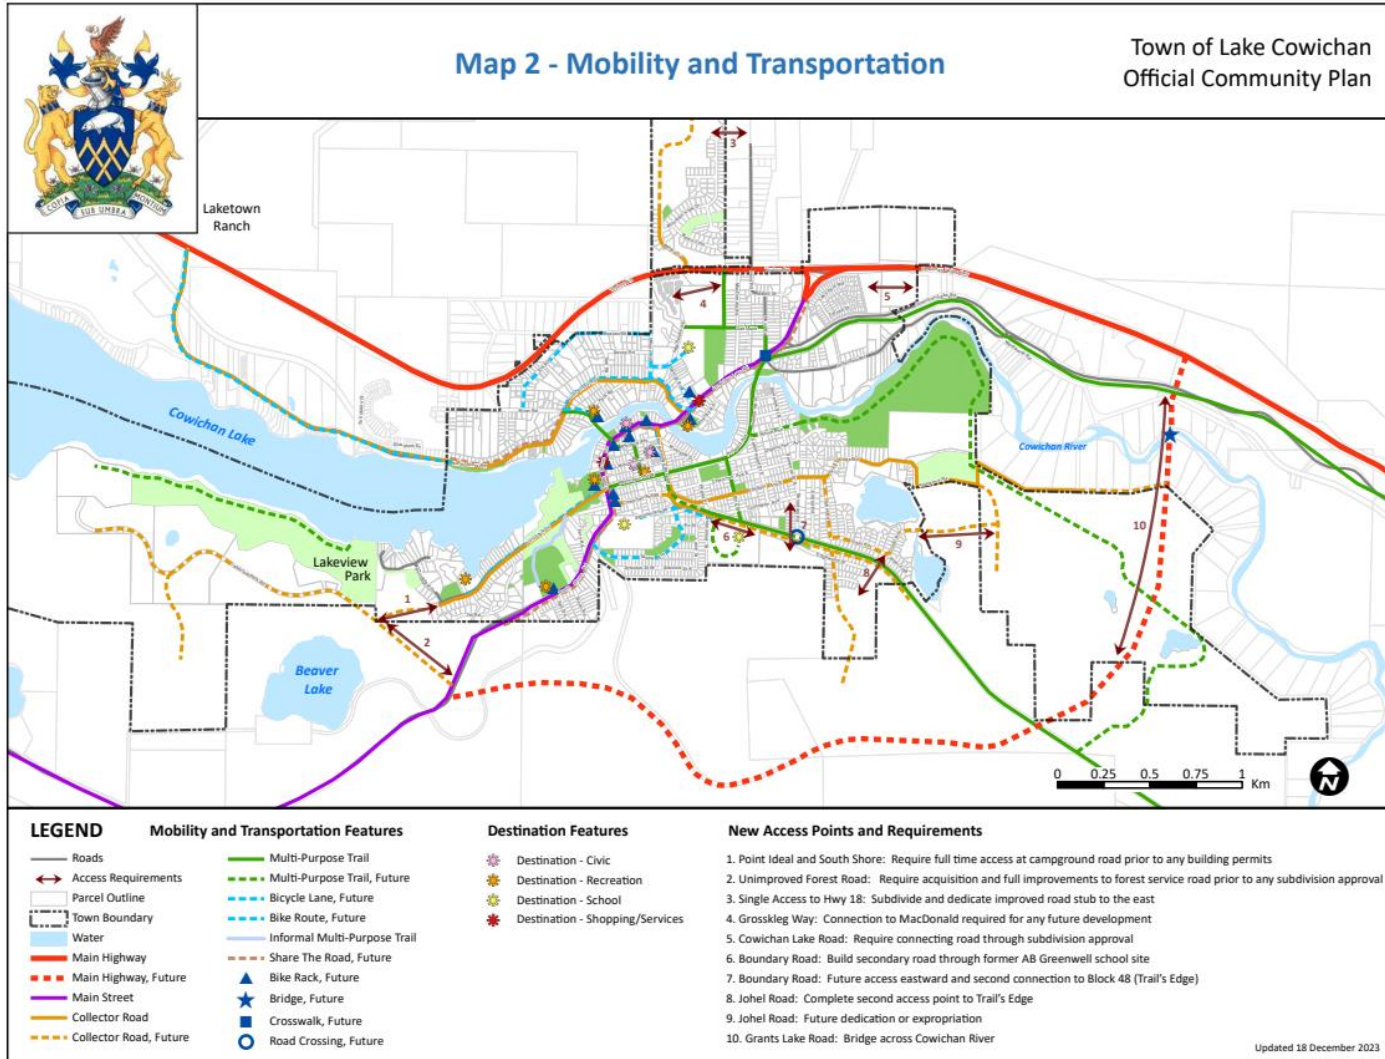 Map 2 - Mobility and Transportation
Town of Lake Cowichan
Official Community Plan
COPIA
SUB UMBRA
MONTIUM
Laketown
Ranch
3
4
5
Cowichan Lake
Cowichan River
10
Lakeview
Park
6
7
8
9
1
2
Beaver
Lake
0 0.25 0.5 0.75 1
Km
N
LEGEND
Mobility and Transportation Features
Roads
Access Requirements
Parcel Outline
Town Boundary
Water
Main Highway
Main Highway, Future
Main Street
Collector Road
Collector Road, Future
Multi-Purpose Trail
Multi-Purpose Trail, Future
Bicycle Lane, Future
Bike Route, Future
Informal Multi-Purpose Trail
Share The Road, Future
Bike Rack, Future
Bridge, Future
Crosswalk, Future
Road Crossing, Future
Destination Features
Destination - Civic
Destination - Recreation
Destination - School
Destination - Shopping/Services
New Access Points and Requirements
1. Point Ideal and South Shore: Require full time access at campground road prior to any building permits
2. Unimproved Forest Road: Require acquisition and full improvements to forest service road prior to any subdivision approval
3. Single Access to Hwy 18: Subdivide and dedicate improved road stub to the east
4. Grosskleg Way: Connection to MacDonald required for any future development
5. Cowichan Lake Road: Require connecting road through subdivision approval
6. Boundary Road: Build secondary road through former AB Greenwell school site
7. Boundary Road: Future access eastward and second connection to Block 48 (Trail's Edge)
8. Johel Road: Complete second access point to Trail's Edge
9. Johel Road: Future dedication or expropriation
10. Grants Lake Road: Bridge across Cowichan River
Updated 18 December 2023